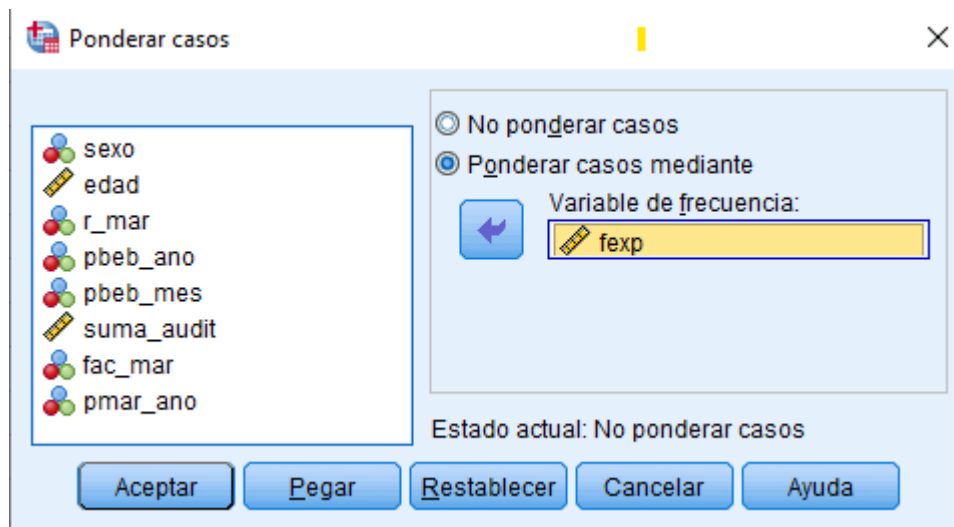 Ponderar casos
sexo
edad
r_mar
pbeb_ano
pbeb_mes
suma_audit
fac_mar
pmar_ano
No ponderar casos
Ponderar casos mediante
Variable de frecuencia:
fexp
Estado actual: No ponderar casos
Aceptar
Pegar
Restablecer
Cancelar
Ayuda